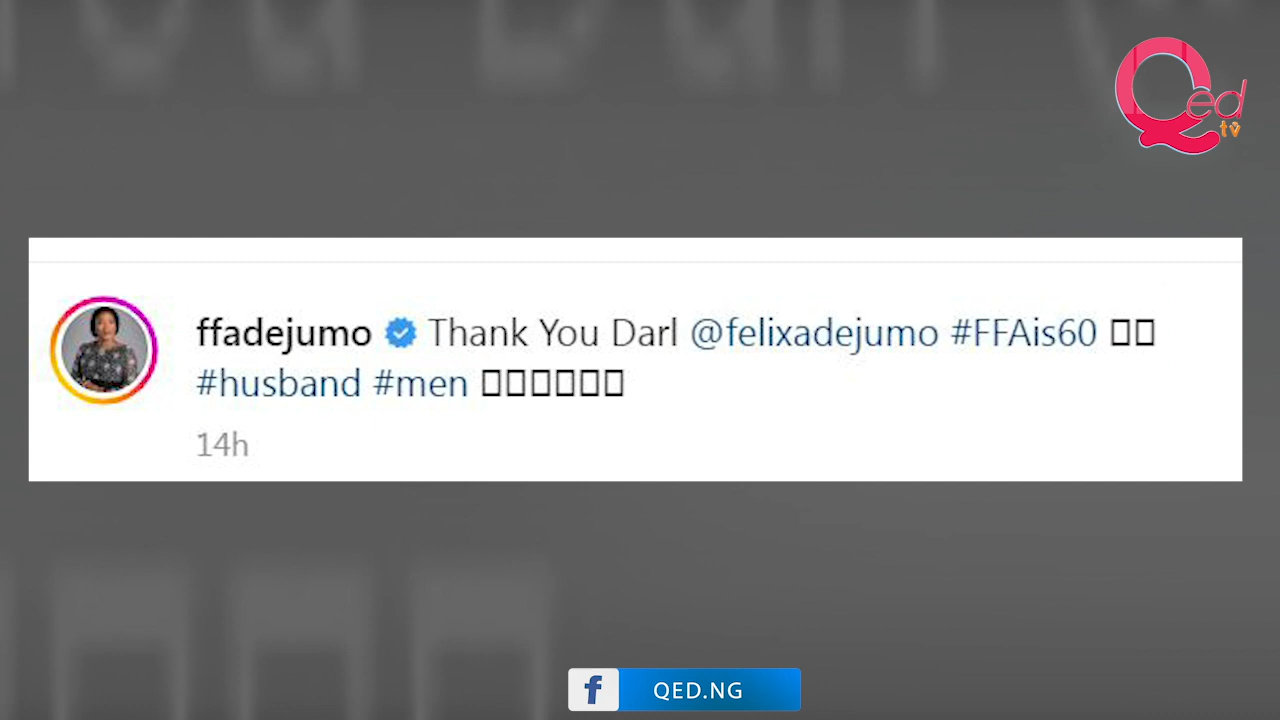 Qed
tv
ffadejumo Thank You Darl @felixadejumo #FFAis60 □□
#husband #men □□□□□□
14h
f QED.NG